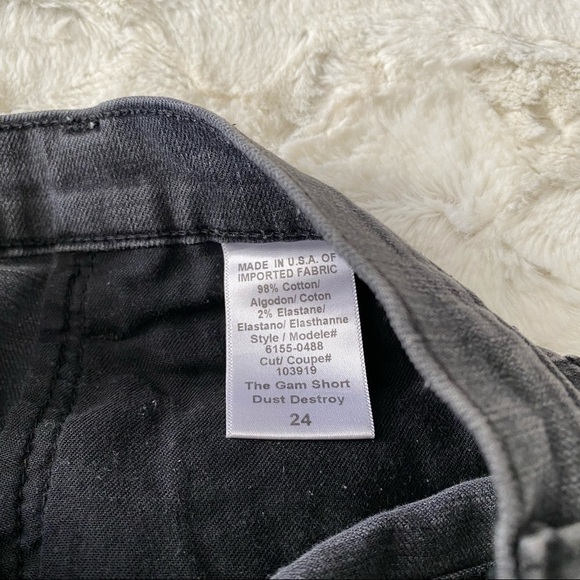 MADE IN U.S.A. OF
IMPORTED FABRIC
98% Cotton/
Algodon/ Coton
2% Elastane/
Elastano/ Elasthanne
Style / Modele#
6155-0488
Cut/ Coupe#
103919
The Gam Short
Dust Destroy
24